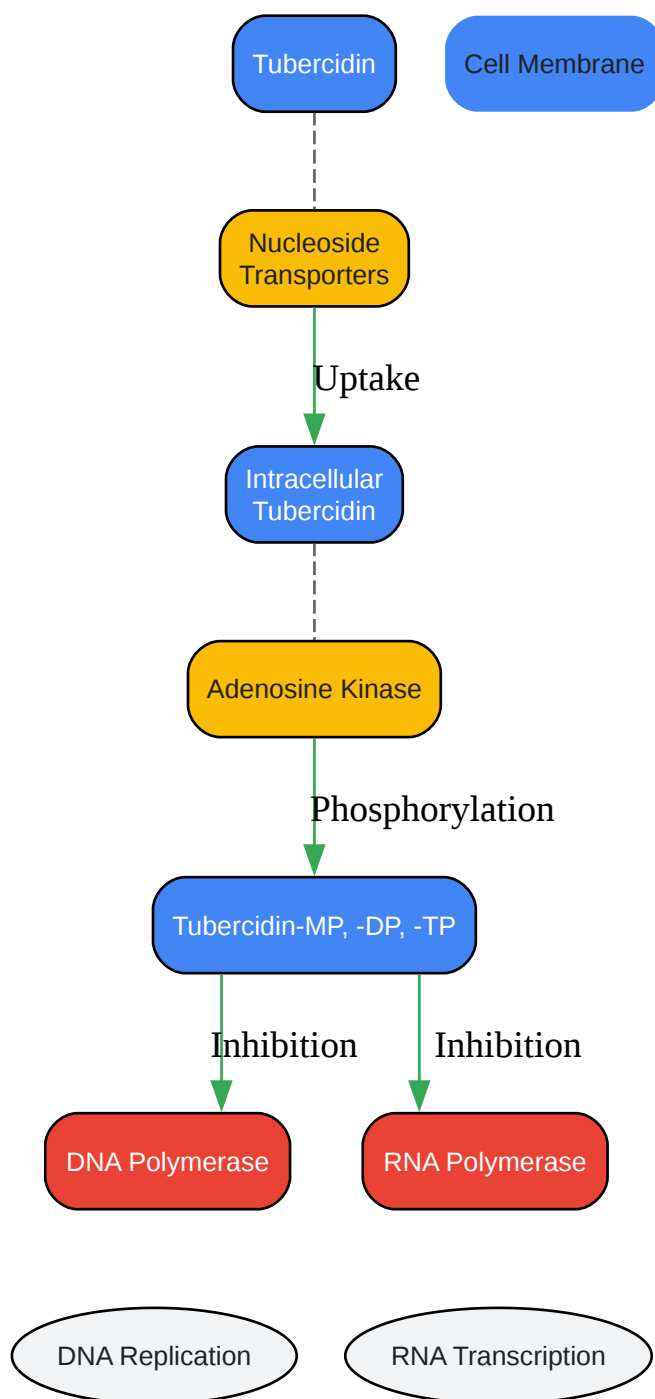 Tubercidin
Cell Membrane
Nucleoside
Transporters
Uptake
Intracellular
Tubercidin
Adenosine Kinase
Phosphorylation
Tubercidin-MP, -DP, -TP
Inhibition
Inhibition
DNA Polymerase
RNA Polymerase
DNA Replication
RNA Transcription